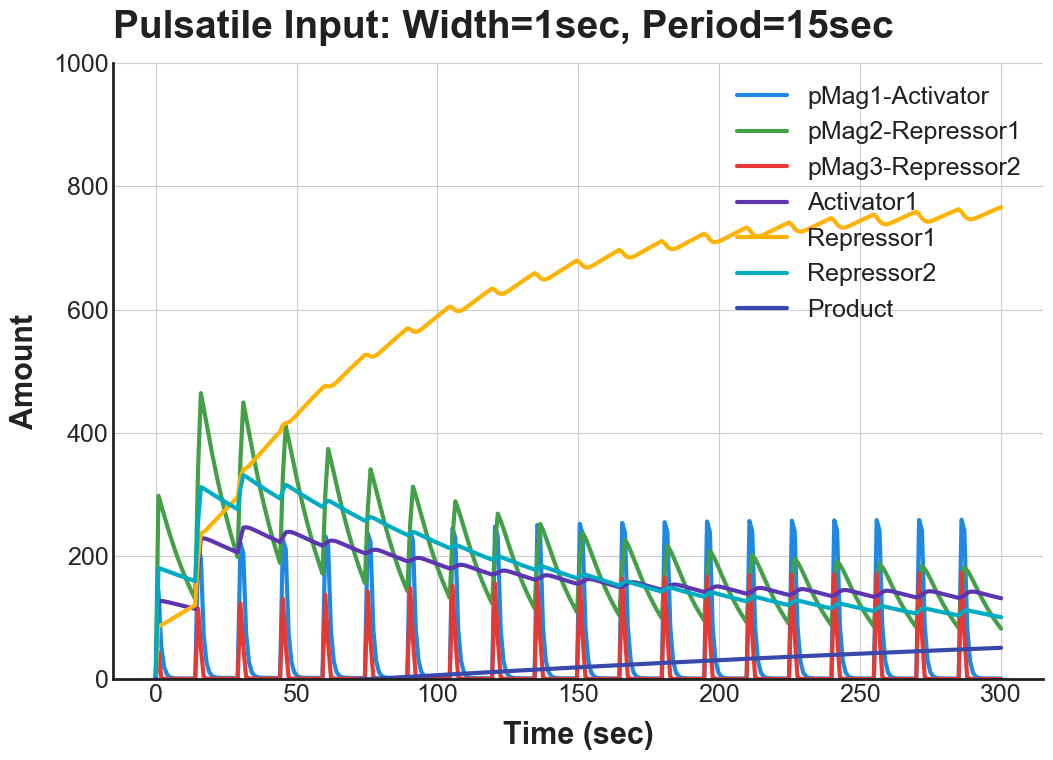 Pulsatile Input: Width=1sec, Period=15sec
1000
800
600
400
200
0
Amount
pMag1-Activator
pMag2-Repressor1
pMag3-Repressor2
Activator1
Repressor1
Repressor2
Product
0 50 100 150 200 250 300
Time (sec)